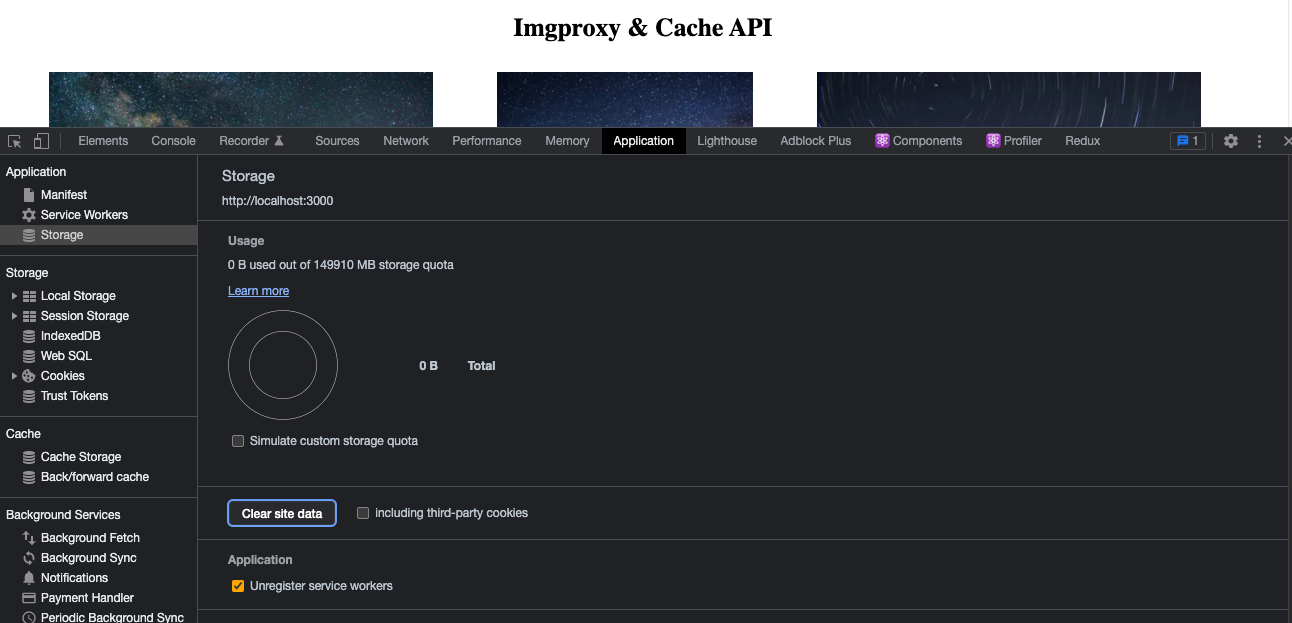 Imgproxy & Cache API
Elements Console Recorder Sources Network Performance Memory Application Lighthouse Adblock Plus Components Profiler Redux 1
Application
Manifest
Service Workers
Storage
Storage
Local Storage
Session Storage
IndexedDB
Web SQL
Cookies
Trust Tokens
Cache
Cache Storage
Back/forward cache
Background Services
Background Fetch
Background Sync
Notifications
Payment Handler
Periodic Background Sync
Storage
http://localhost:3000
Usage
0 B used out of 149910 MB storage quota
Learn more
0 B Total
Simulate custom storage quota
Clear site data including third-party cookies
Application
Unregister service workers